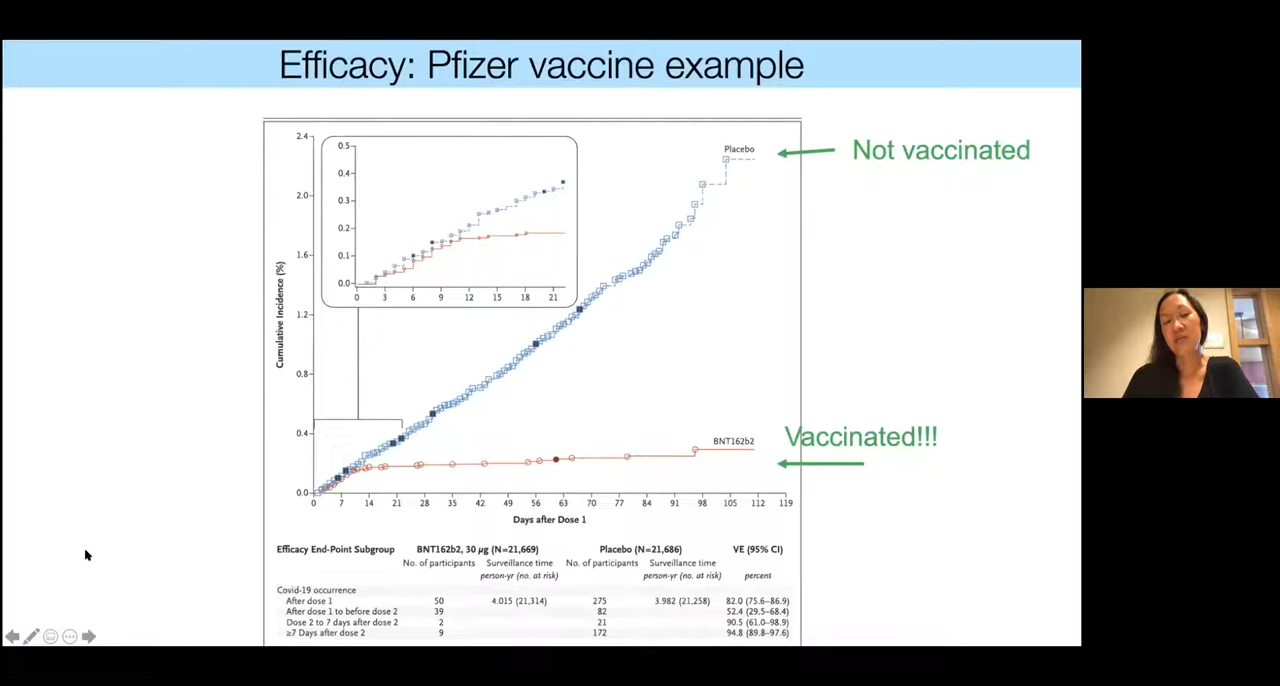 Efficacy: Pfizer vaccine example
2.4
2.0
1.6
1.2
0.8
0.4
0.0
Cumulative Incidence (%)
0.5
0.4
0.3
0.2
0.1
0.0
0 3 6 9 12 15 18 21
Placebo
Not vaccinated
BNT162b2
Vaccinated!!!
0 7 14 21 28 35 42 49 56 63 70 77 84 91 98 105 112 119
Days after Dose 1
Efficacy End-Point Subgroup BNT162b2, 30 μg (N=21,669) Placebo (N=21,686) VE (95% CI)
No. of participants Surveillance time No. of participants Surveillance time
person-yr (no. at risk) person-yr (no. at risk) percent
Covid-19 occurrence
After dose 1 50 4.015 (21,314) 275 3.982 (21,258) 82.0 (75.6–86.9)
After dose 1 to before dose 2 39 82 52.4 (29.5–68.4)
Dose 2 to 7 days after dose 2 2 21 90.5 (61.0–98.9)
≥7 Days after dose 2 9 172 94.8 (89.8–97.6)